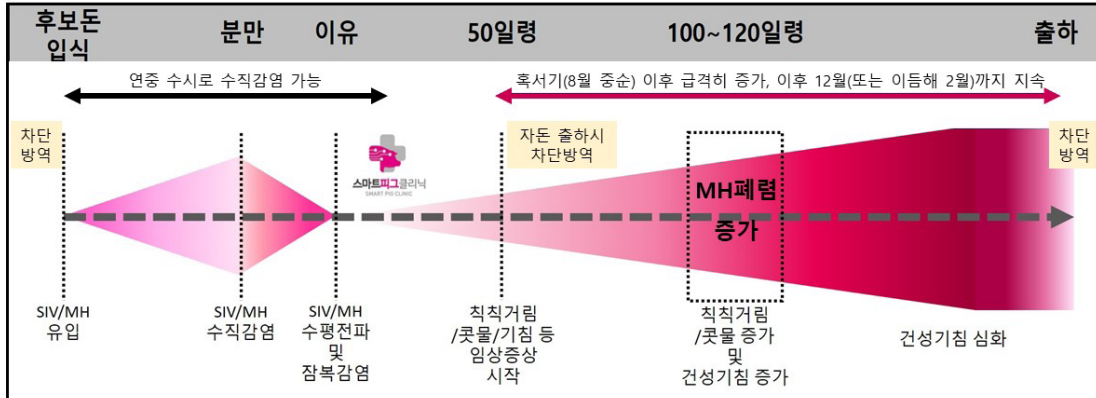 후보돈
입식
분만
이유
50일령
100~120일령
출하
연중 수시로 수직감염 가능
혹서기(8월 중순) 이후 급격히 증가, 이후 12월(또는 이듬해 2월)까지 지속
차단
방역
자돈 출하시
차단방역
차단
방역
스마트피그클리닉
SMART PIG CLINIC
MH폐렴
증가
SIV/MH
유입
SIV/MH
수직감염
SIV/MH
수평전파
및
잠복감염
칙칙거림
/콧물/기침 등
임상증상
시작
칙칙거림
/콧물 증가
및
건성기침 증가
건성기침 심화